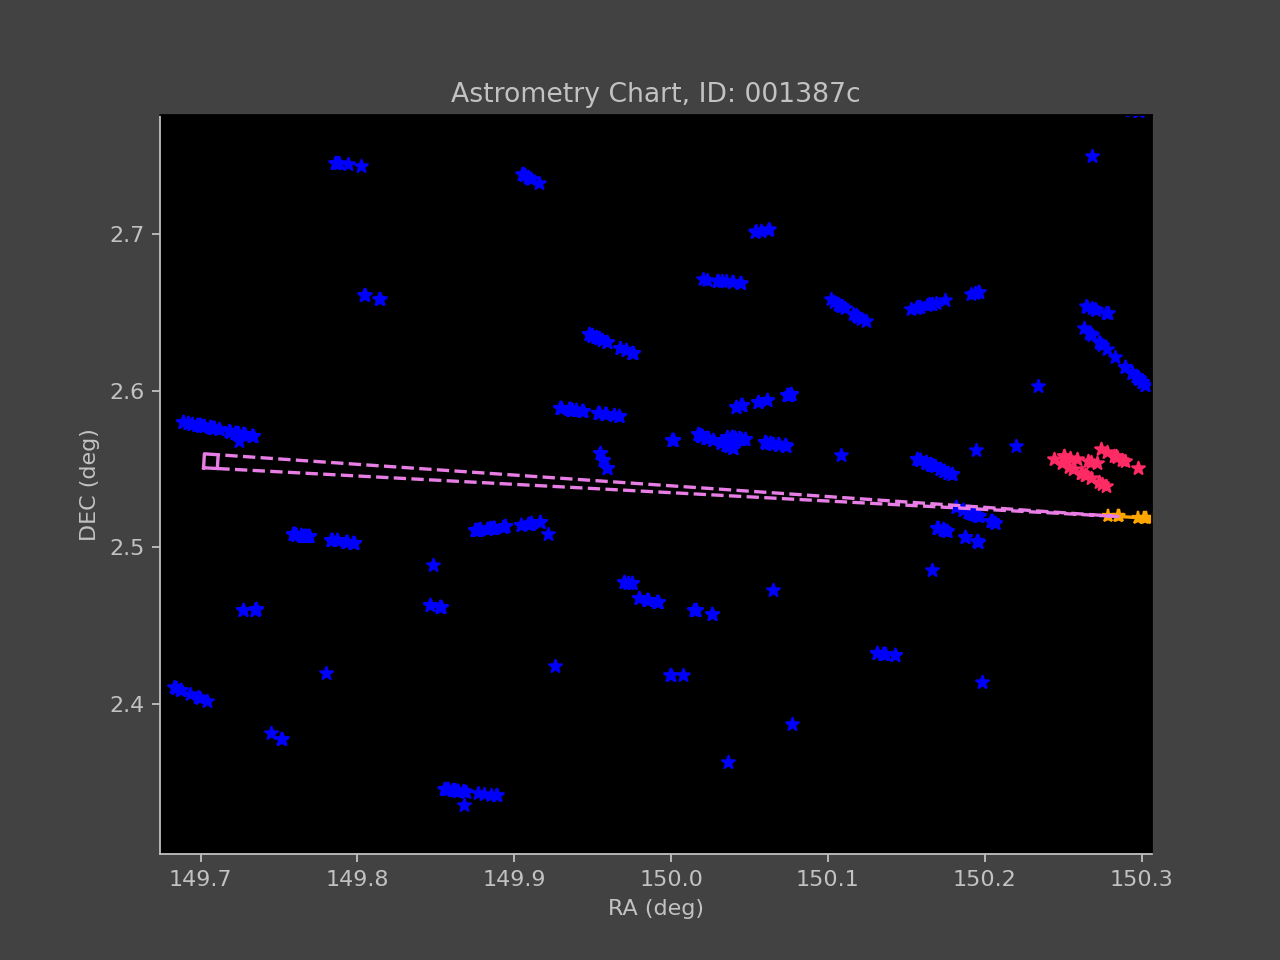 Astrometry Chart, ID: 001387c
2.7
2.6
2.5
2.4
DEC (deg)
149.7 149.8 149.9 150.0 150.1 150.2 150.3
RA (deg)